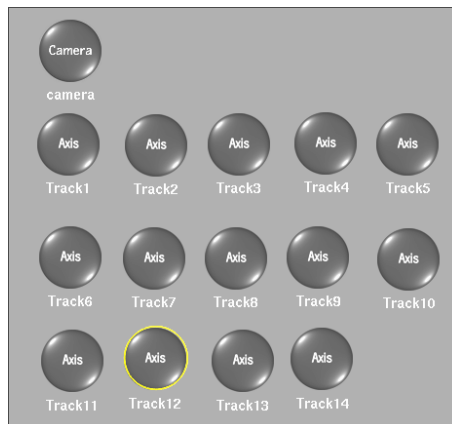 Camera
camera
Axis Axis Axis Axis Axis
Track1 Track2 Track3 Track4 Track5
Axis Axis Axis Axis Axis
Track6 Track7 Track8 Track9 Track10
Axis Axis Axis Axis
Track11 Track12 Track13 Track14